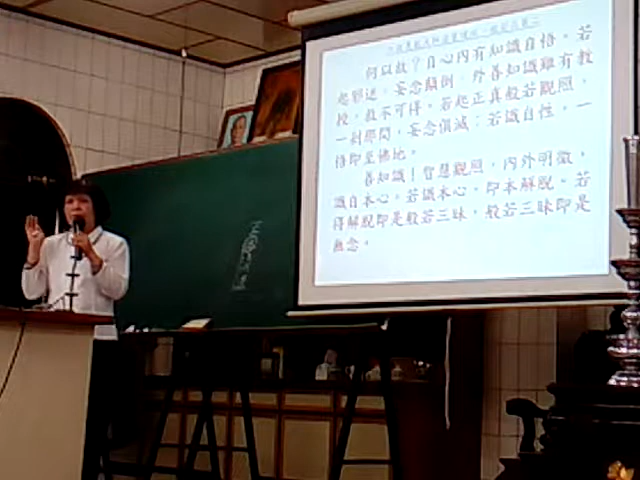 何以故？自心內有知識自悟。若
起邪迷，妄念顛倒，外善知識雖有教
授，救不可得。若起正真般若觀照，
一剎那間，妄念俱滅；若識自性，一
悟即至佛地。
善知識！智慧觀照，內外明徹，
識自本心。若識本心，即本解脫。若
得解脫即是般若三昧，般若三昧即是
無念。